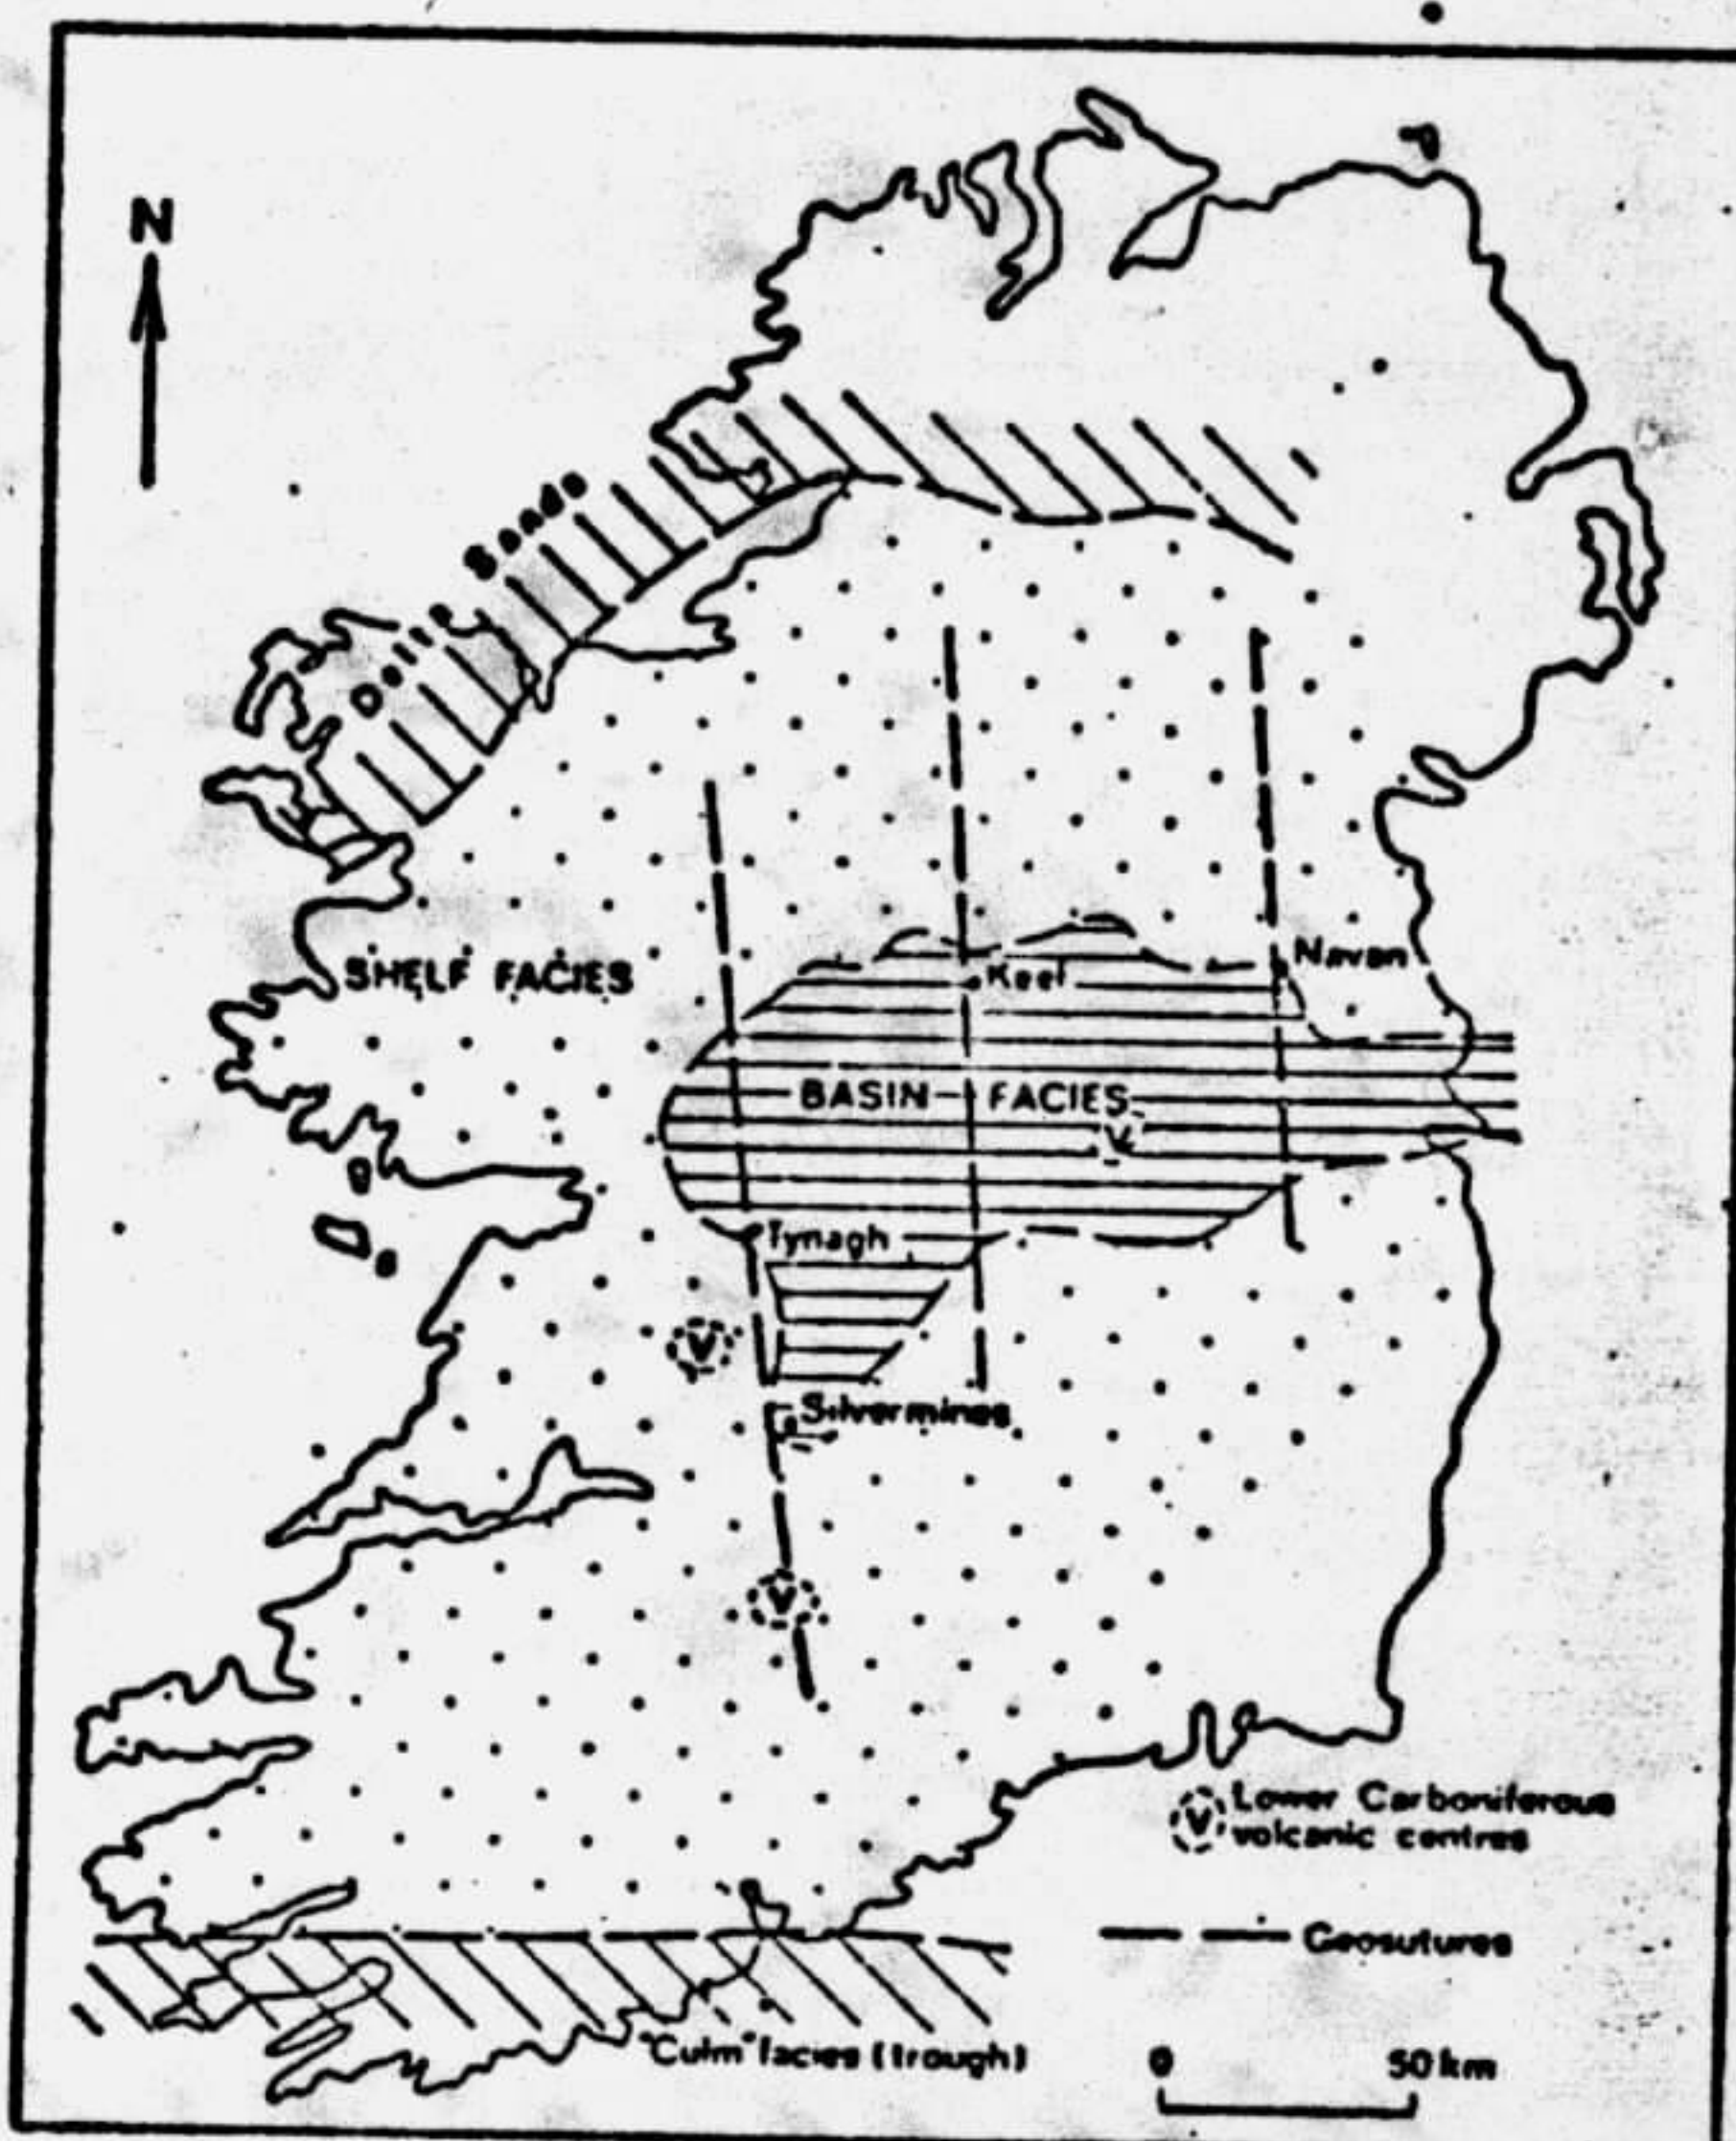 N
Deltic Sands
SHELF FACIES
Navan
Keel
BASIN FACIES
V
Tynagh
V
Silvermines
V
V Lower Carboniferous
volcanic centres
Geosutures
"Culm" facies (trough)
0 50 km